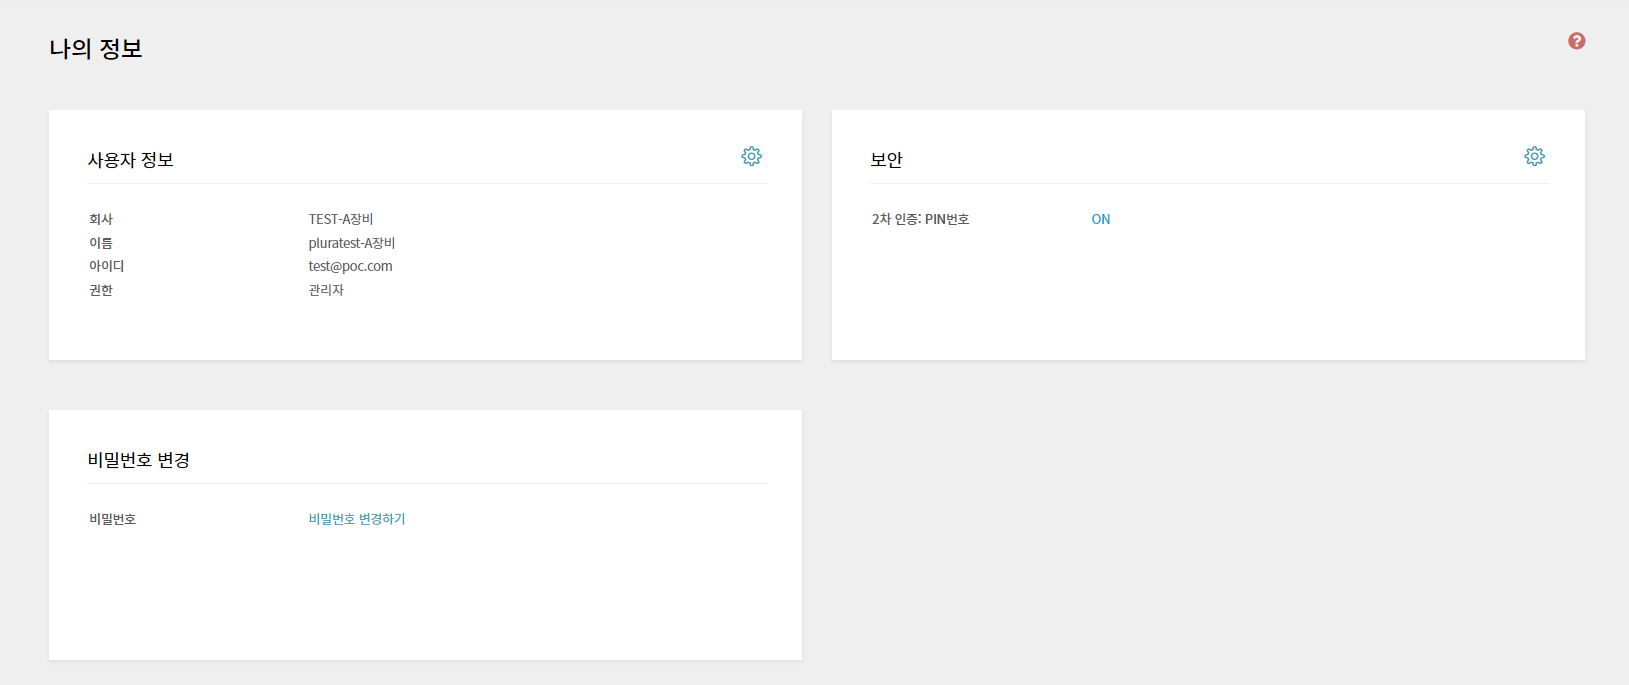 나의 정보
사용자 정보
회사 TEST-A장비
이름 pluratest-A장비
아이디 test@poc.com
권한 관리자
보안
2차 인증: PIN번호 ON
비밀번호 변경
비밀번호 비밀번호 변경하기